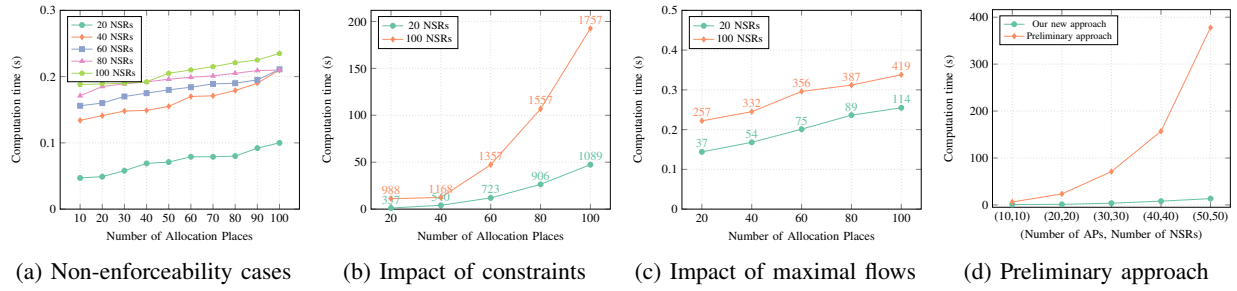 0.3
0.2
0.1
0
Computation time (s)
20 NSRs
40 NSRs
60 NSRs
80 NSRs
100 NSRs
10 20 30 40 50 60 70 80 90 100
Number of Allocation Places
(a) Non-enforceability cases
200
150
100
50
0
Computation time (s)
20 NSRs
100 NSRs
988 1168 1357 1557 1757
540 723 906 1089
20 40 60 80 100
Number of Allocation Places
(b) Impact of constraints
0.5
0.4
0.3
0.2
0.1
0
Computation time (s)
20 NSRs
100 NSRs
257 332 356 387 419
37 54 75 89 114
20 40 60 80 100
Number of Allocation Places
(c) Impact of maximal flows
400
300
200
100
0
Computation time (s)
Our new approach
Preliminary approach
(10,10) (20,20) (30,30) (40,40) (50,50)
(Number of APs, Number of NSRs)
(d) Preliminary approach